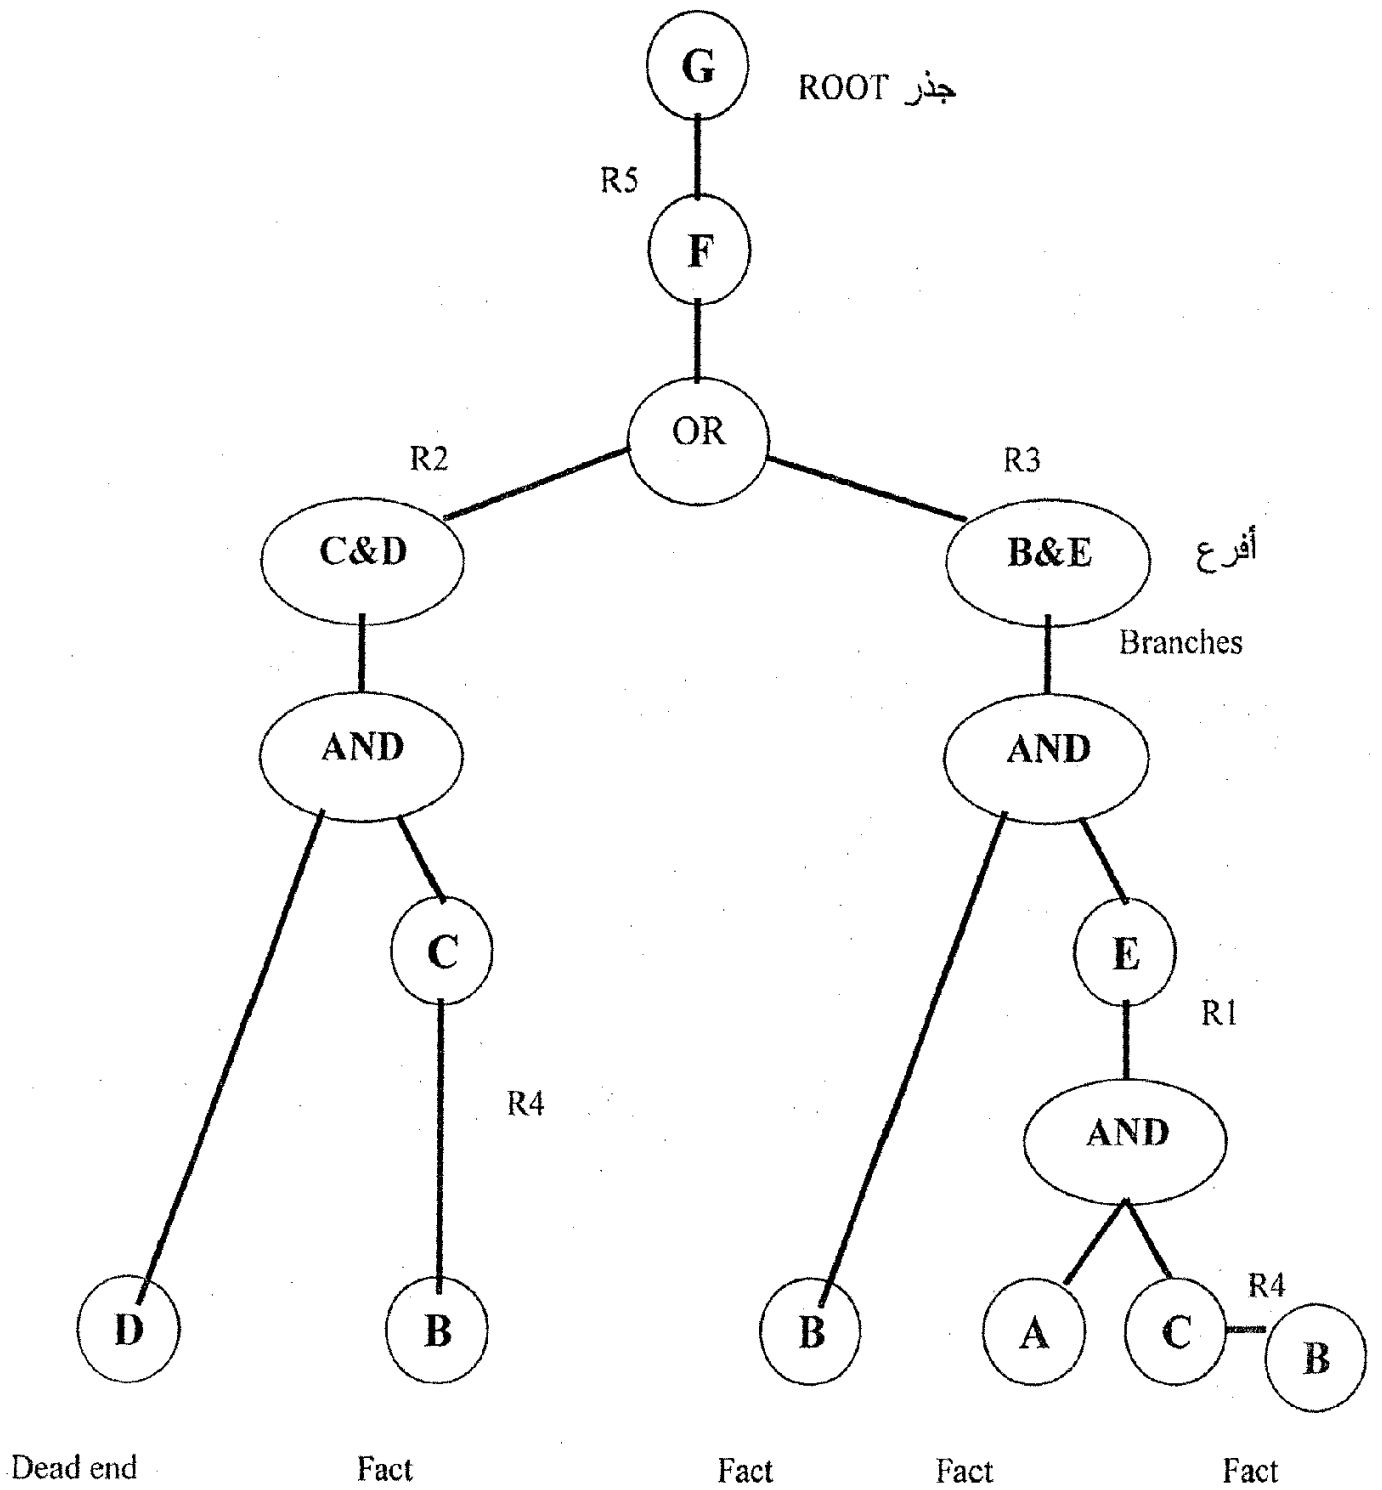 G
ROOT جذر
R5
F
OR
R2
R3
C&D
B&E
أفرع
Branches
AND
AND
C
E
R1
R4
AND
D
B
B
A
C
R4
B
Dead end
Fact
Fact
Fact
Fact